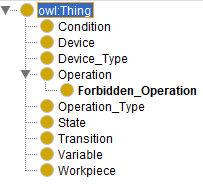 owl:Thing
Condition
Device
Device_Type
Operation
Forbidden_Operation
Operation_Type
State
Transition
Variable
Workpiece